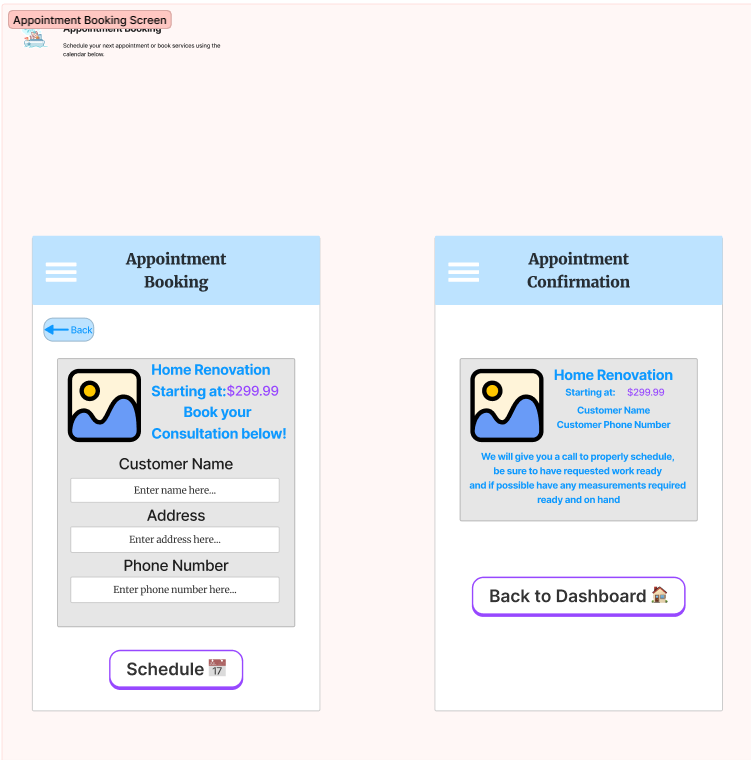 Appointment Booking Screen
Appointment Booking
Schedule your next appointment or book services using the
calendar below.
Appointment
Booking
Back
Home Renovation
Starting at:$299.99
Book your
Consultation below!
Customer Name
Enter name here...
Address
Enter address here...
Phone Number
Enter phone number here...
Schedule
17
Appointment
Confirmation
Home Renovation
Starting at: $299.99
Customer Name
Customer Phone Number
We will give you a call to properly schedule,
be sure to have requested work ready
and if possible have any measurements required
ready and on hand
Back to Dashboard